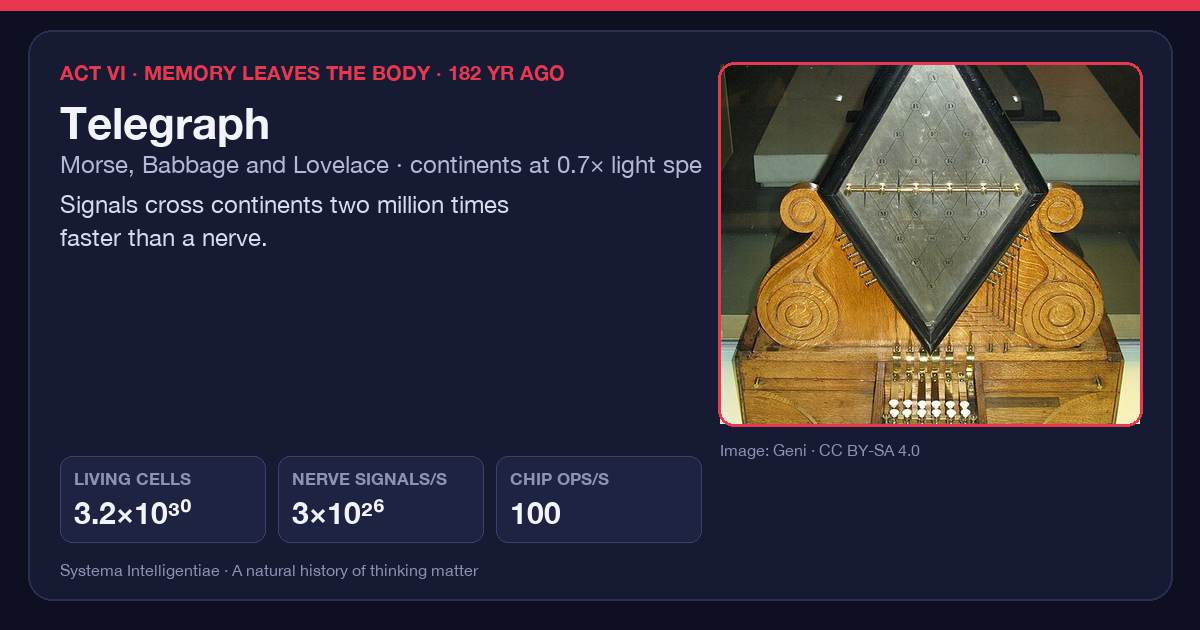 ACT VI · MEMORY LEAVES THE BODY · 182 YR AGO
Telegraph
Morse, Babbage and Lovelace · continents at 0.7× light spe
Signals cross continents two million times
faster than a nerve.
LIVING CELLS
3.2×10³⁰
NERVE SIGNALS/S
3×10²⁶
CHIP OPS/S
100
Image: Geni · CC BY-SA 4.0
Systema Intelligentiae · A natural history of thinking matter